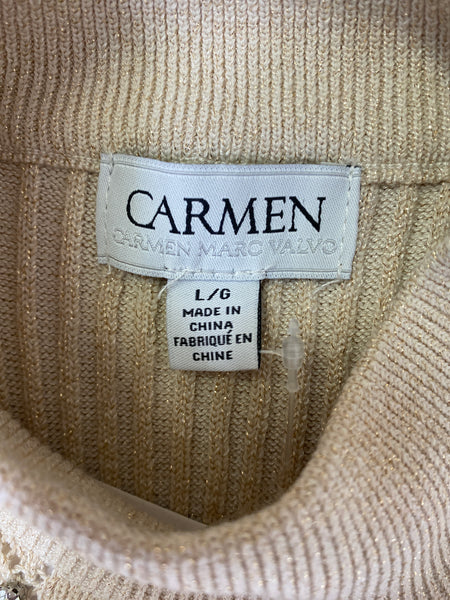 CARMEN
CARMEN MARC VALVO
L/G
MADE IN
CHINA
FABRIQUÉ EN
CHINE